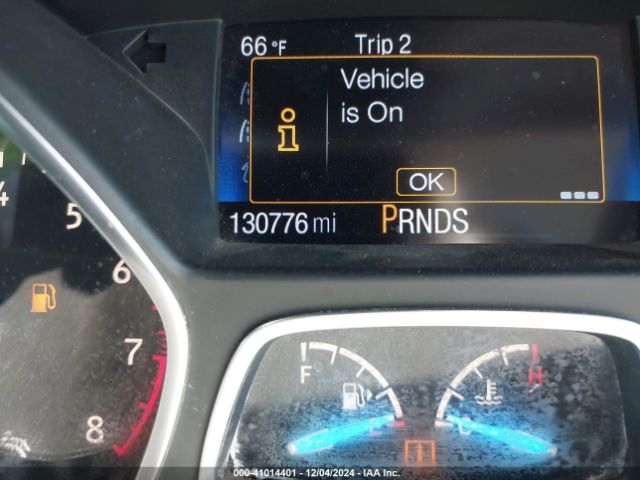 66 °F Trip 2
Vehicle
is On
OK
130776 mi PRNDS
4
5
6
7
8
F H
E C
000-41014401 - 12/04/2024 - IAA Inc.